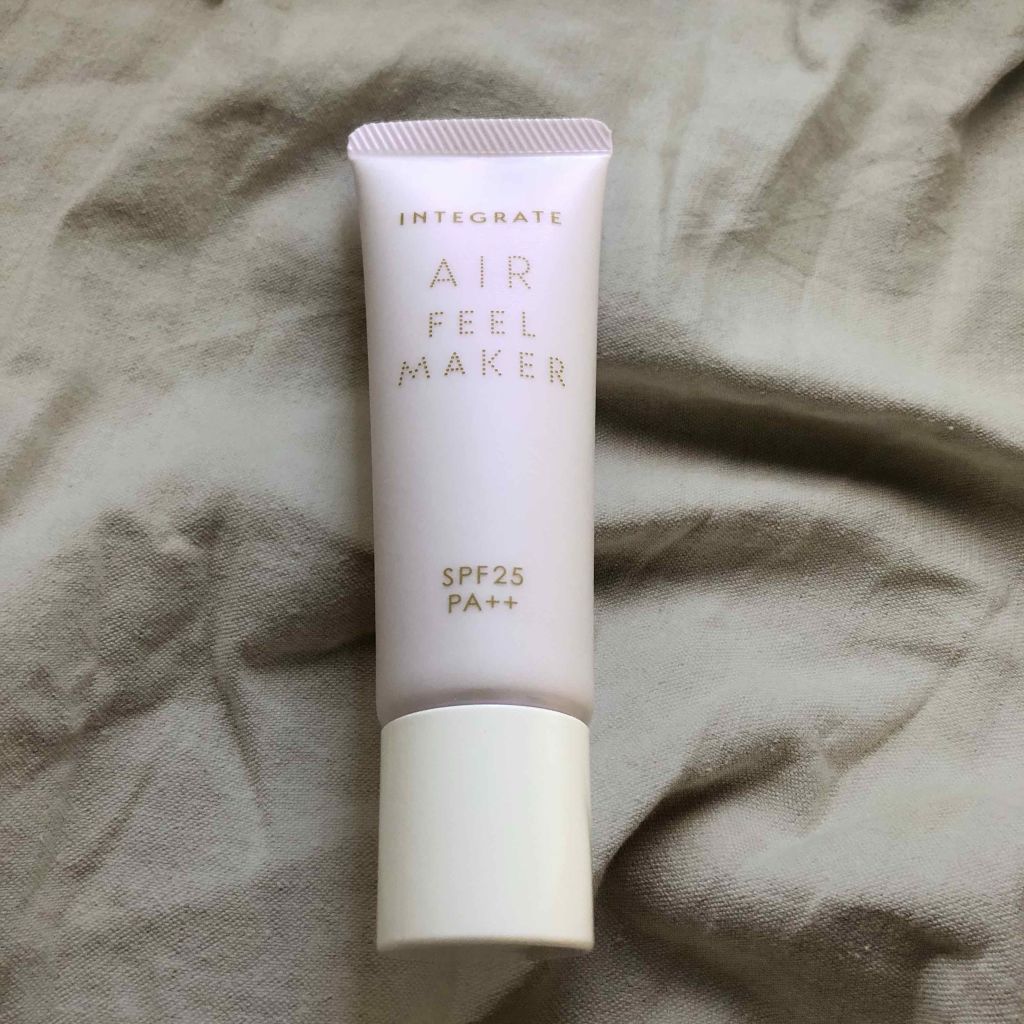 INTEGRATE
AIR
FEEL
MAKER
SPF25
PA++